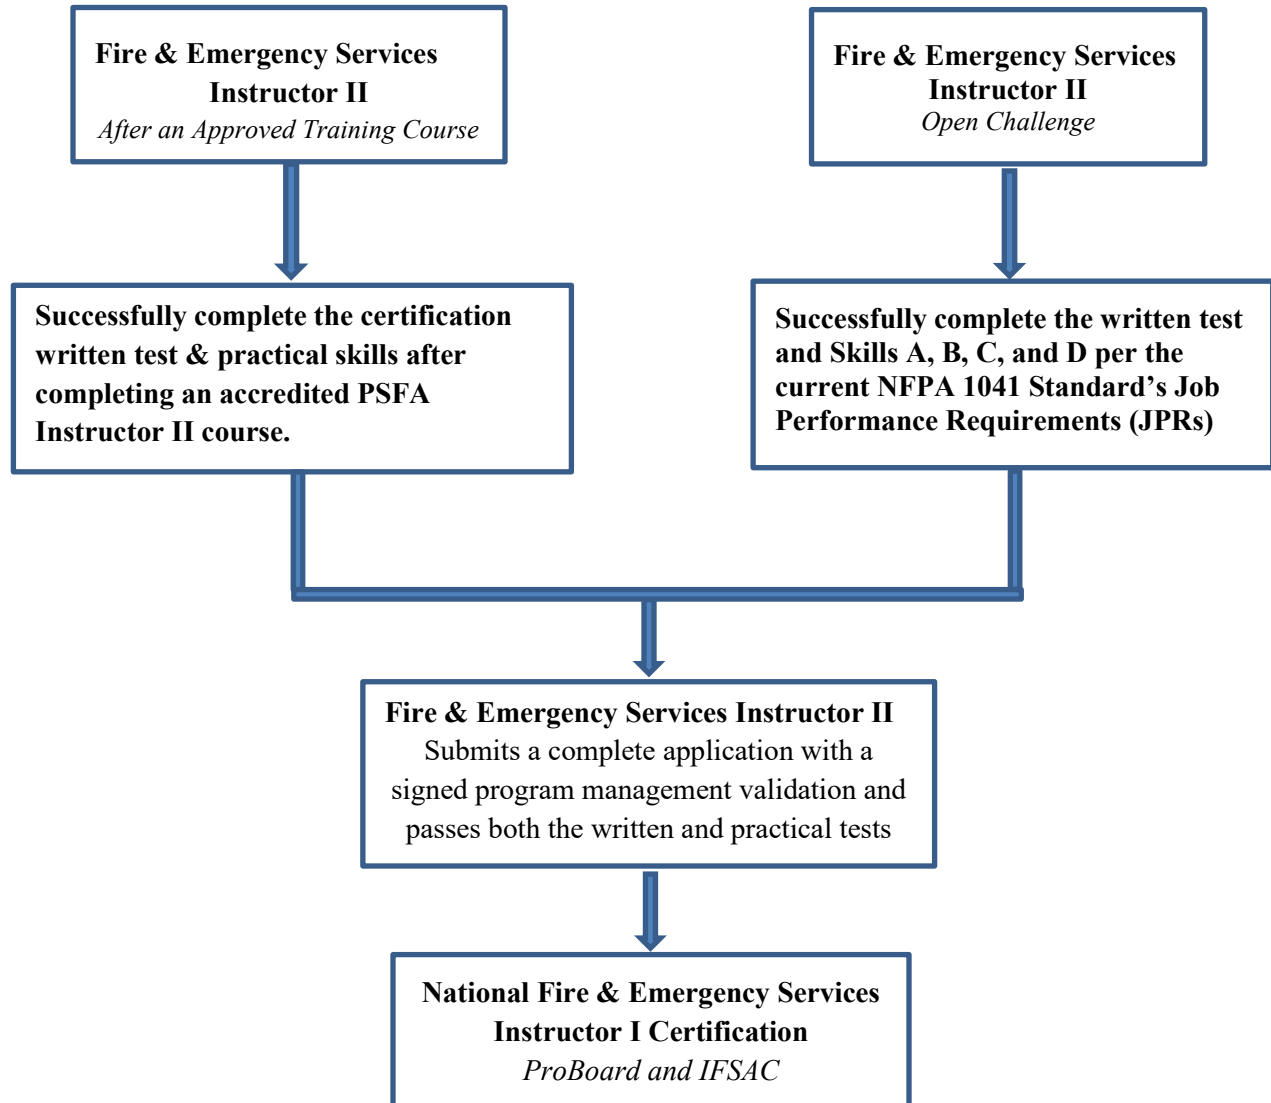 Fire & Emergency Services
Instructor II
After an Approved Training Course
Fire & Emergency Services
Instructor II
Open Challenge
Successfully complete the certification
written test & practical skills after
completing an accredited PSFA
Instructor II course.
Successfully complete the written test
and Skills A, B, C, and D per the
current NFPA 1041 Standard’s Job
Performance Requirements (JPRs)
Fire & Emergency Services Instructor II
Submits a complete application with a
signed program management validation and
passes both the written and practical tests
National Fire & Emergency Services
Instructor I Certification
ProBoard and IFSAC